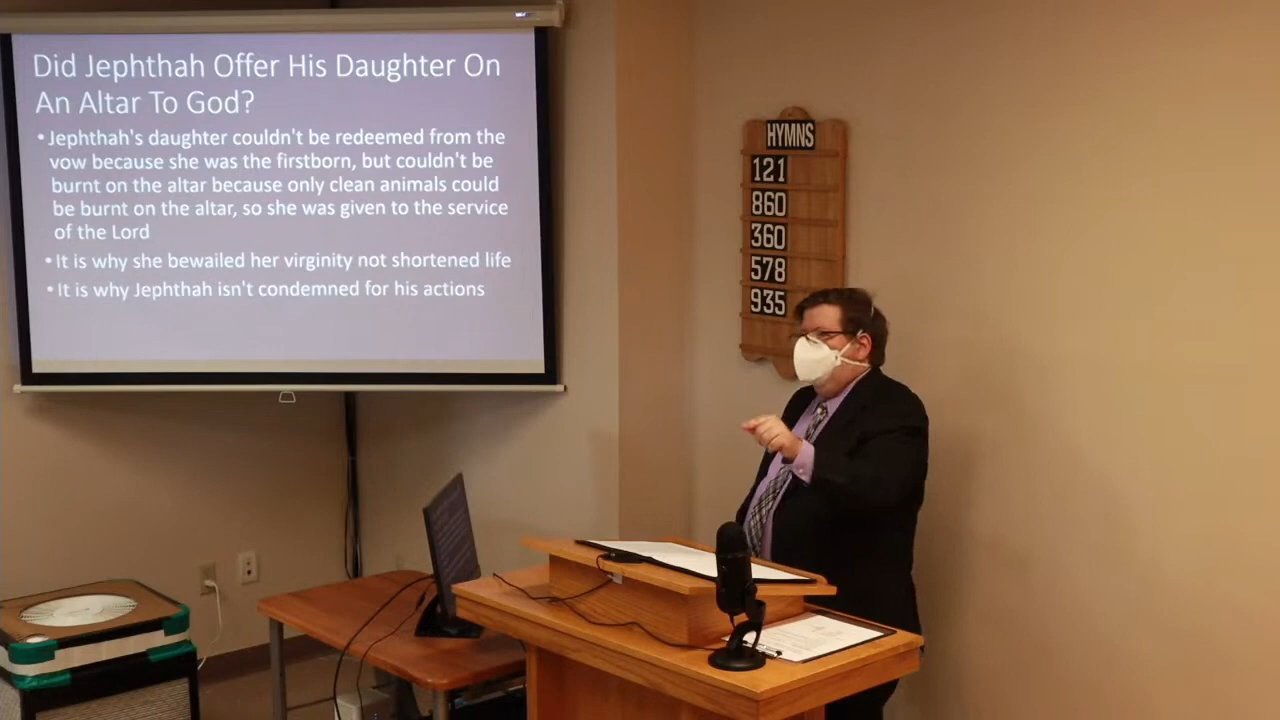 Did Jephthah Offer His Daughter On
An Altar To God?
• Jephthah's daughter couldn't be redeemed from the
vow because she was the firstborn, but couldn't be
burnt on the altar because only clean animals could
be burnt on the altar, so she was given to the service
of the Lord
• It is why she bewailed her virginity not shortened life
• It is why Jephthah isn't condemned for his actions
HYMNS
121
860
360
578
935